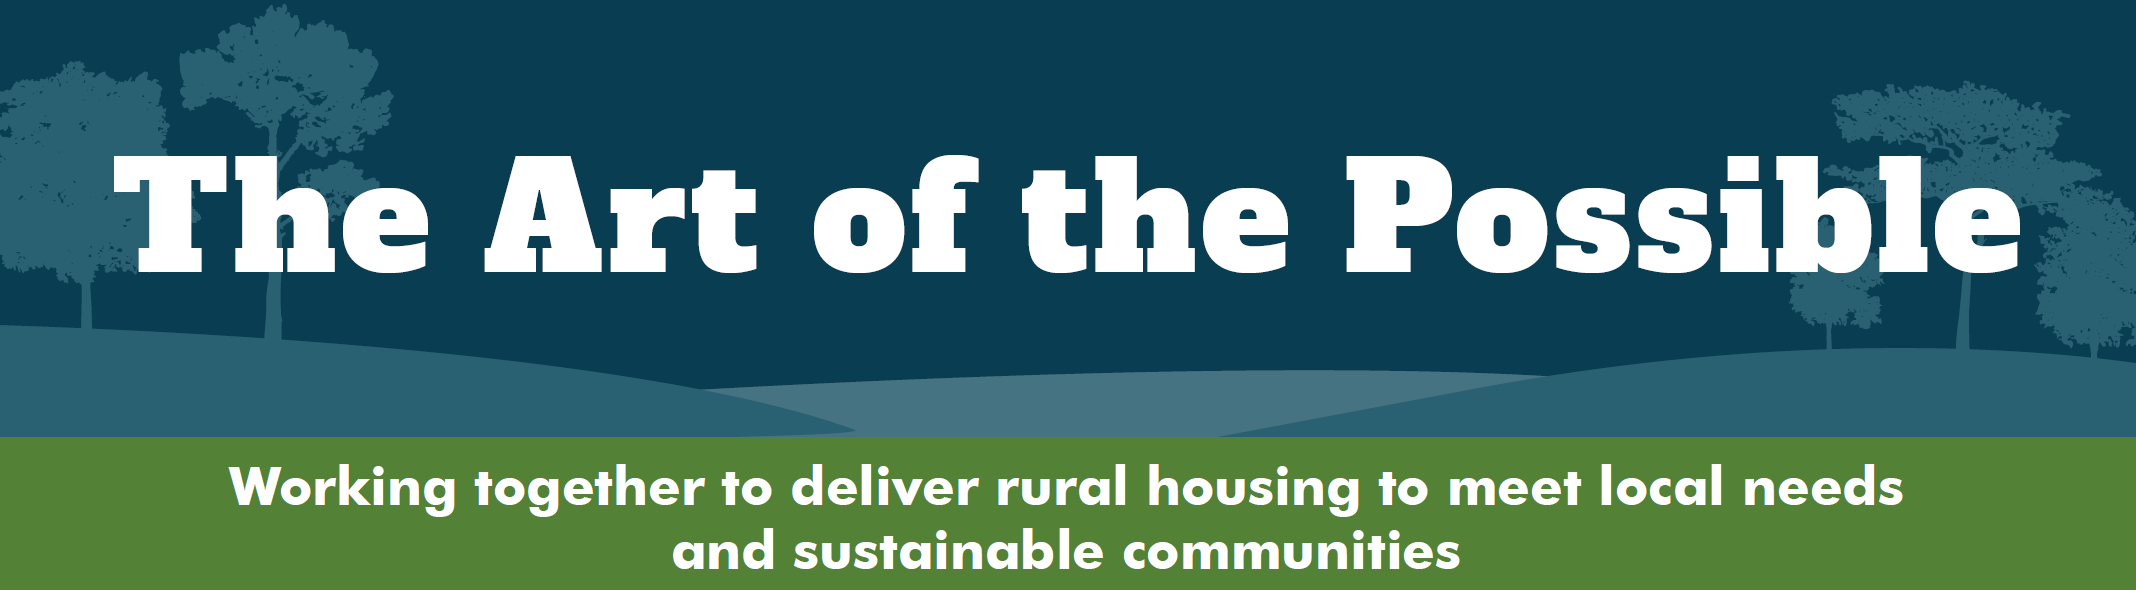 The Art of the Possible
Working together to deliver rural housing to meet local needs
and sustainable communities